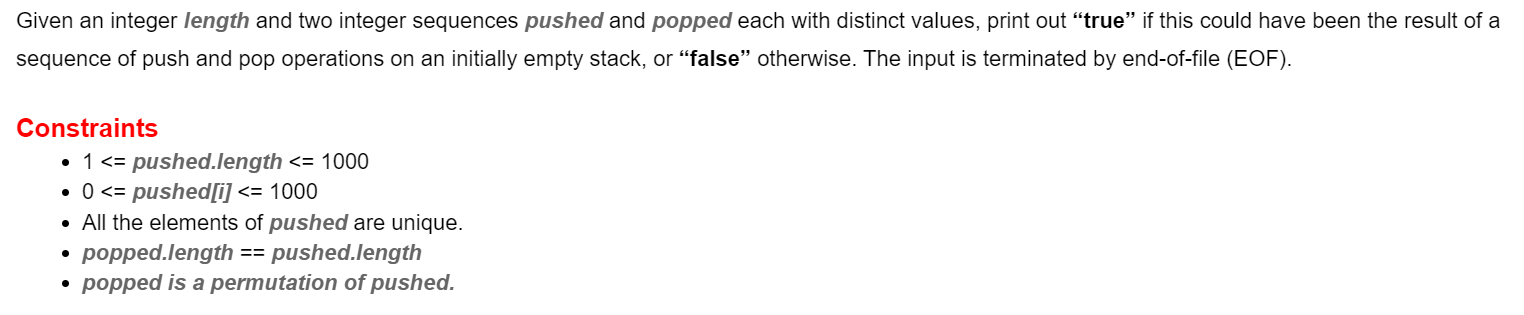 Given an integer length and two integer sequences pushed and popped each with distinct values, print out “true” if this could have been the result of a
sequence of push and pop operations on an initially empty stack, or “false” otherwise. The input is terminated by end-of-file (EOF).
Constraints
• 1 <= pushed.length <= 1000
• 0 <= pushed[i] <= 1000
• All the elements of pushed are unique.
• popped.length == pushed.length
• popped is a permutation of pushed.